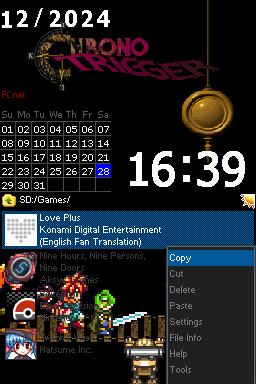 12/2024
CHRONO
TRIGGER
FCnet
Su Mo Tu We Th Fr Sa
01 02 03 04 05 06 07
08 09 10 11 12 13 14
15 16 17 18 19 20 21
22 23 24 25 26 27 28
29 30 31
16:39
SD:/Games/
Love Plus
Konami Digital Entertainment
(English Fan Translation)
Nine Hours, Nine Persons,
Nine Doors
Aksys
Natsume Inc.
Copy
Cut
Delete
Paste
Settings
File Info
Help
Tools